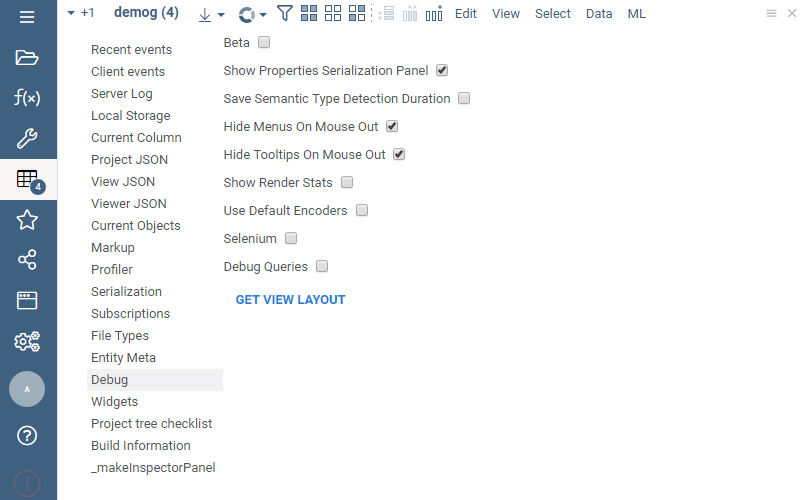 +1 demog (4) Edit View Select Data ML
f(x)
4
A
Recent events
Client events
Server Log
Local Storage
Current Column
Project JSON
View JSON
Viewer JSON
Current Objects
Markup
Profiler
Serialization
Subscriptions
File Types
Entity Meta
Debug
Widgets
Project tree checklist
Build Information
_makeInspectorPanel
Beta
Show Properties Serialization Panel
Save Semantic Type Detection Duration
Hide Menus On Mouse Out
Hide Tooltips On Mouse Out
Show Render Stats
Use Default Encoders
Selenium
Debug Queries
GET VIEW LAYOUT